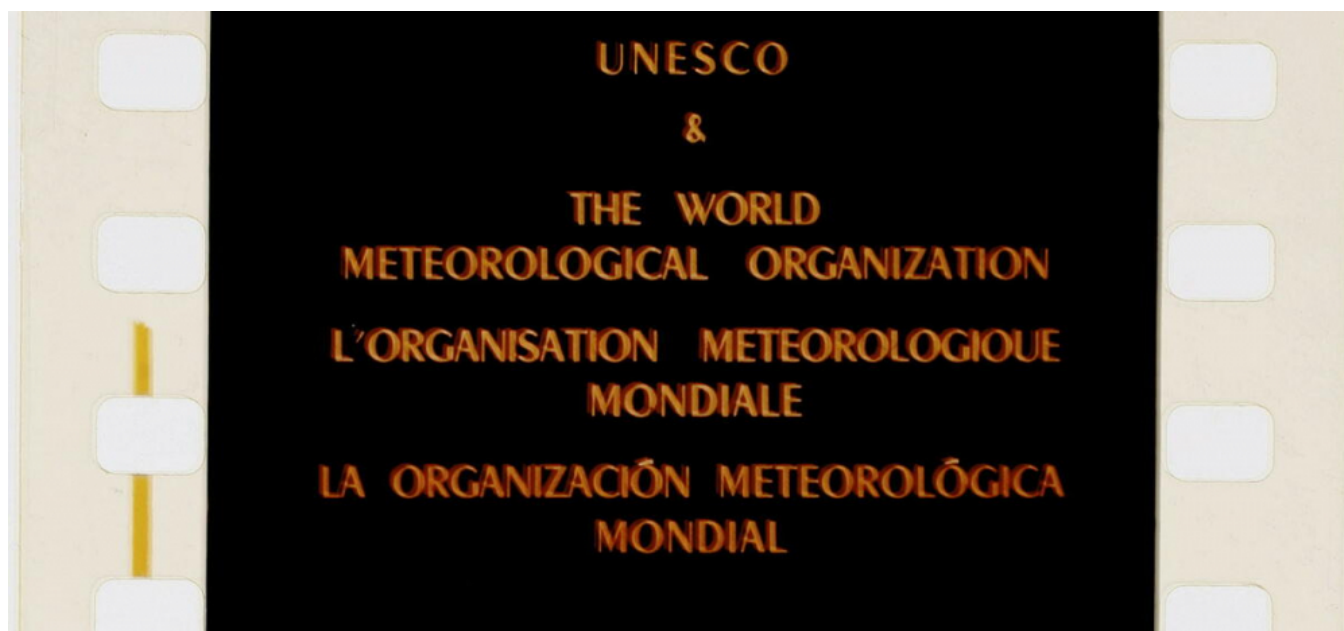 UNESCO
&
THE WORLD
METEOROLOGICAL ORGANIZATION
L'ORGANISATION METEOROLOGIOUE
MONDIALE
LA ORGANIZACIÓN METEOROLÓGICA
MONDIAL